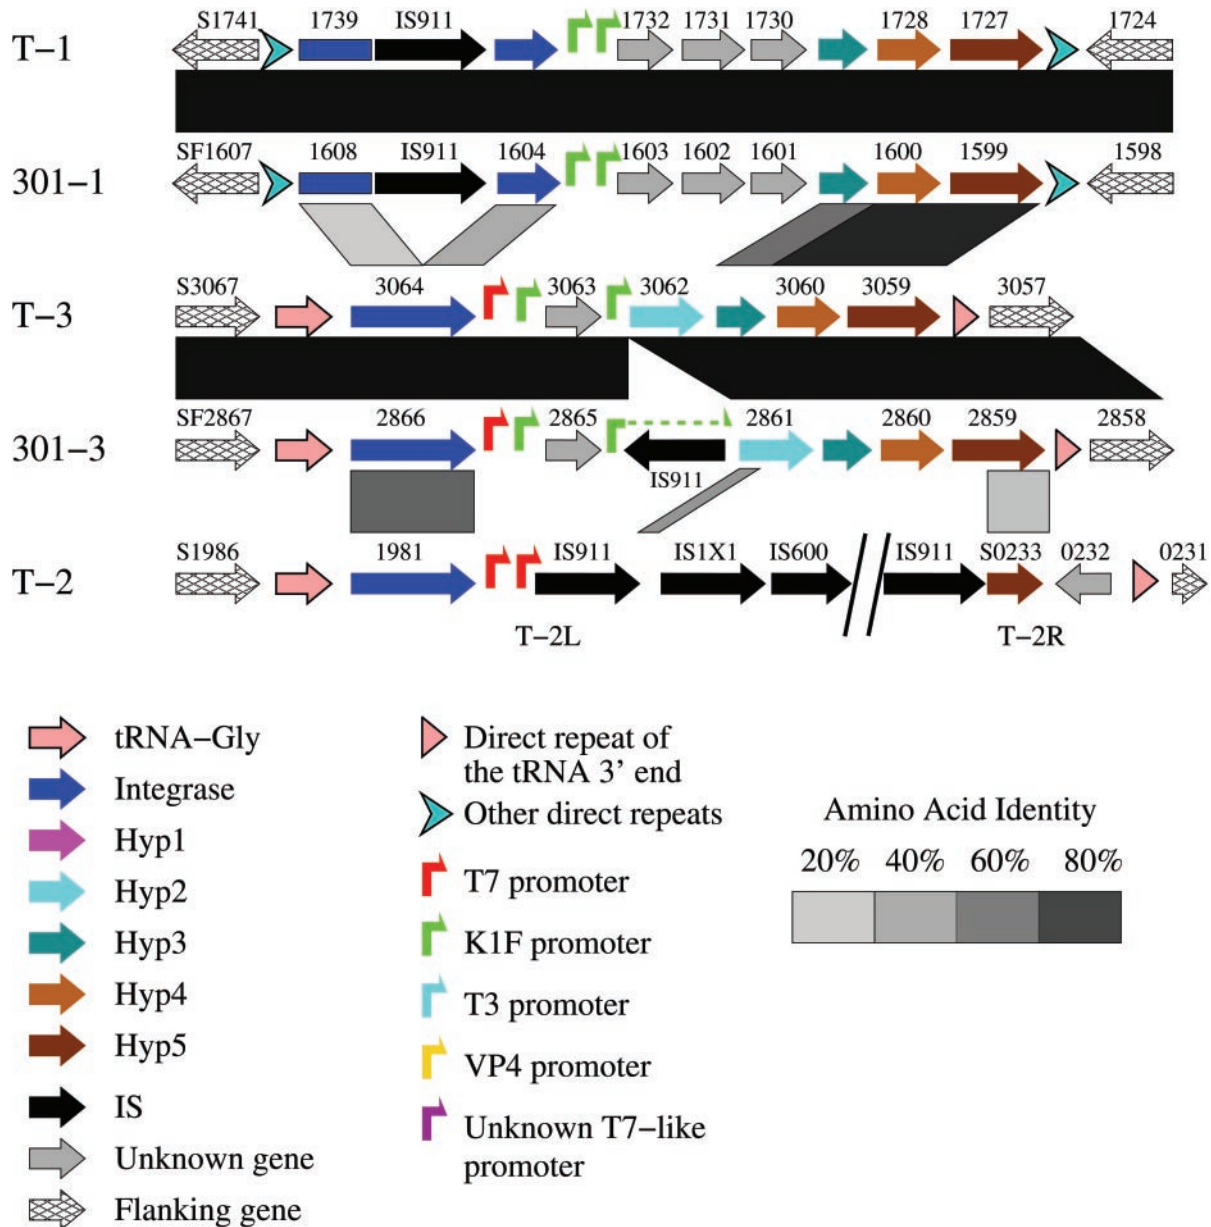 S1741 1739 IS911 1732 1731 1730 1728 1727 1724
T-1
SF1607 1608 IS911 1604 1603 1602 1601 1600 1599 1598
301-1
S3067 3064 3063 3062 3060 3059 3057
T-3
SF2867 2866 2865 2861 2860 2859 2858
301-3
IS911
S1986 1981 IS911 IS1X1 IS600 IS911 S0233 0232 0231
T-2
T-2L T-2R
tRNA-Gly
Integrase
Hyp1
Hyp2
Hyp3
Hyp4
Hyp5
IS
Unknown gene
Flanking gene
Direct repeat of
the tRNA 3' end
Other direct repeats
T7 promoter
K1F promoter
T3 promoter
VP4 promoter
Unknown T7-like
promoter
Amino Acid Identity
20% 40% 60% 80%